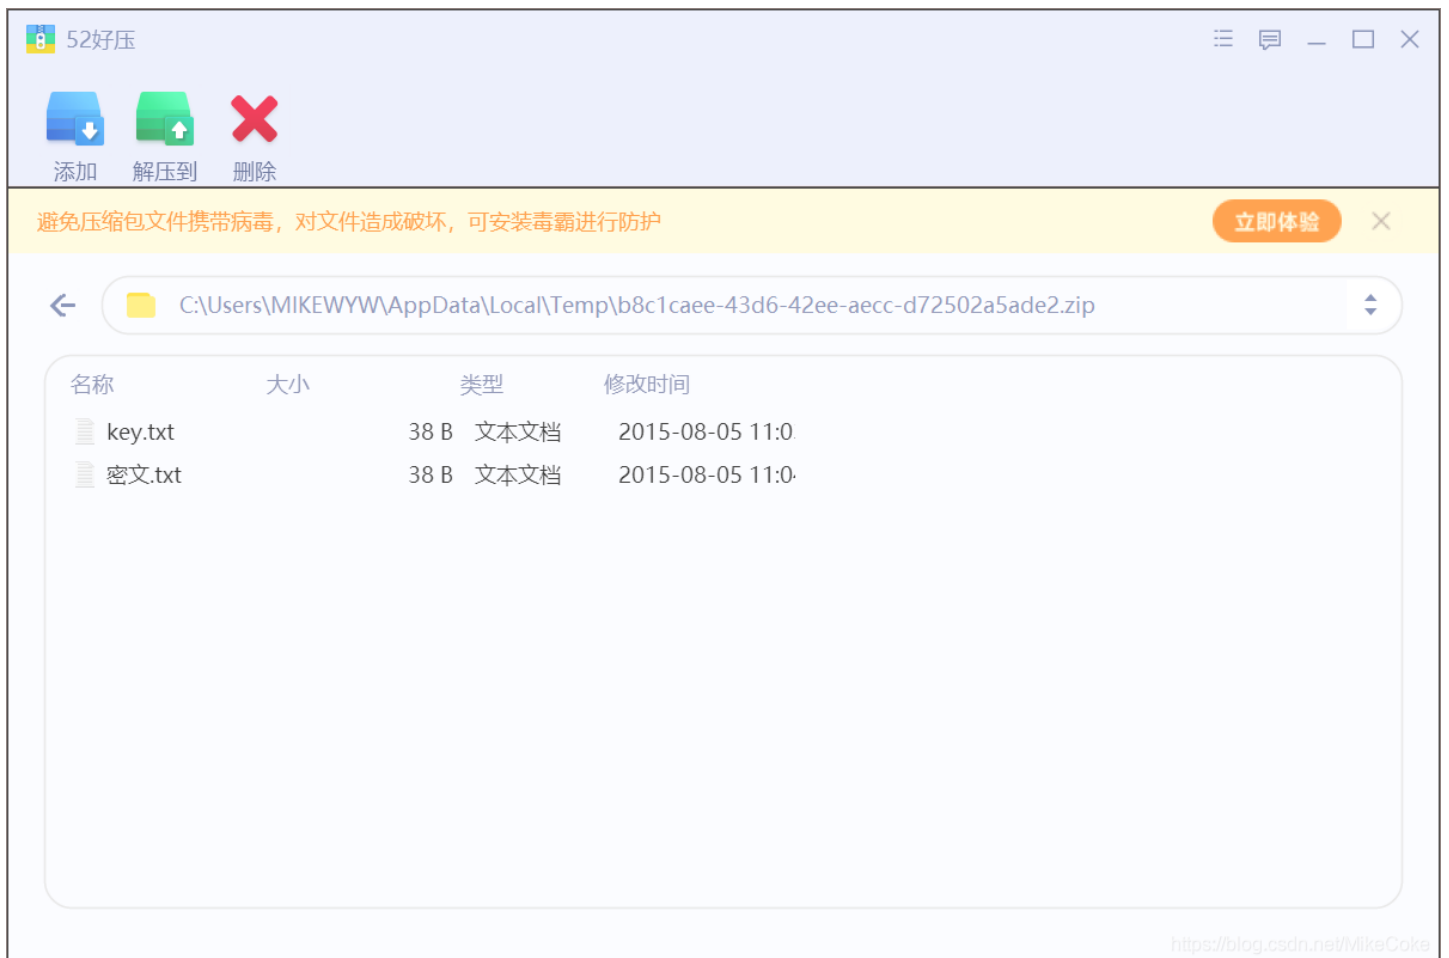 52好压
添加 解压到 删除
避免压缩包文件携带病毒，对文件造成破坏，可安装毒霸进行防护 立即体验
C:\Users\MIKEWYW\AppData\Local\Temp\b8c1caee-43d6-42ee-aecc-d72502a5ade2.zip
名称 大小 类型 修改时间
key.txt 38 B 文本文档 2015-08-05 11:0
密文.txt 38 B 文本文档 2015-08-05 11:0
https://blog.csdn.net/MikeCoke